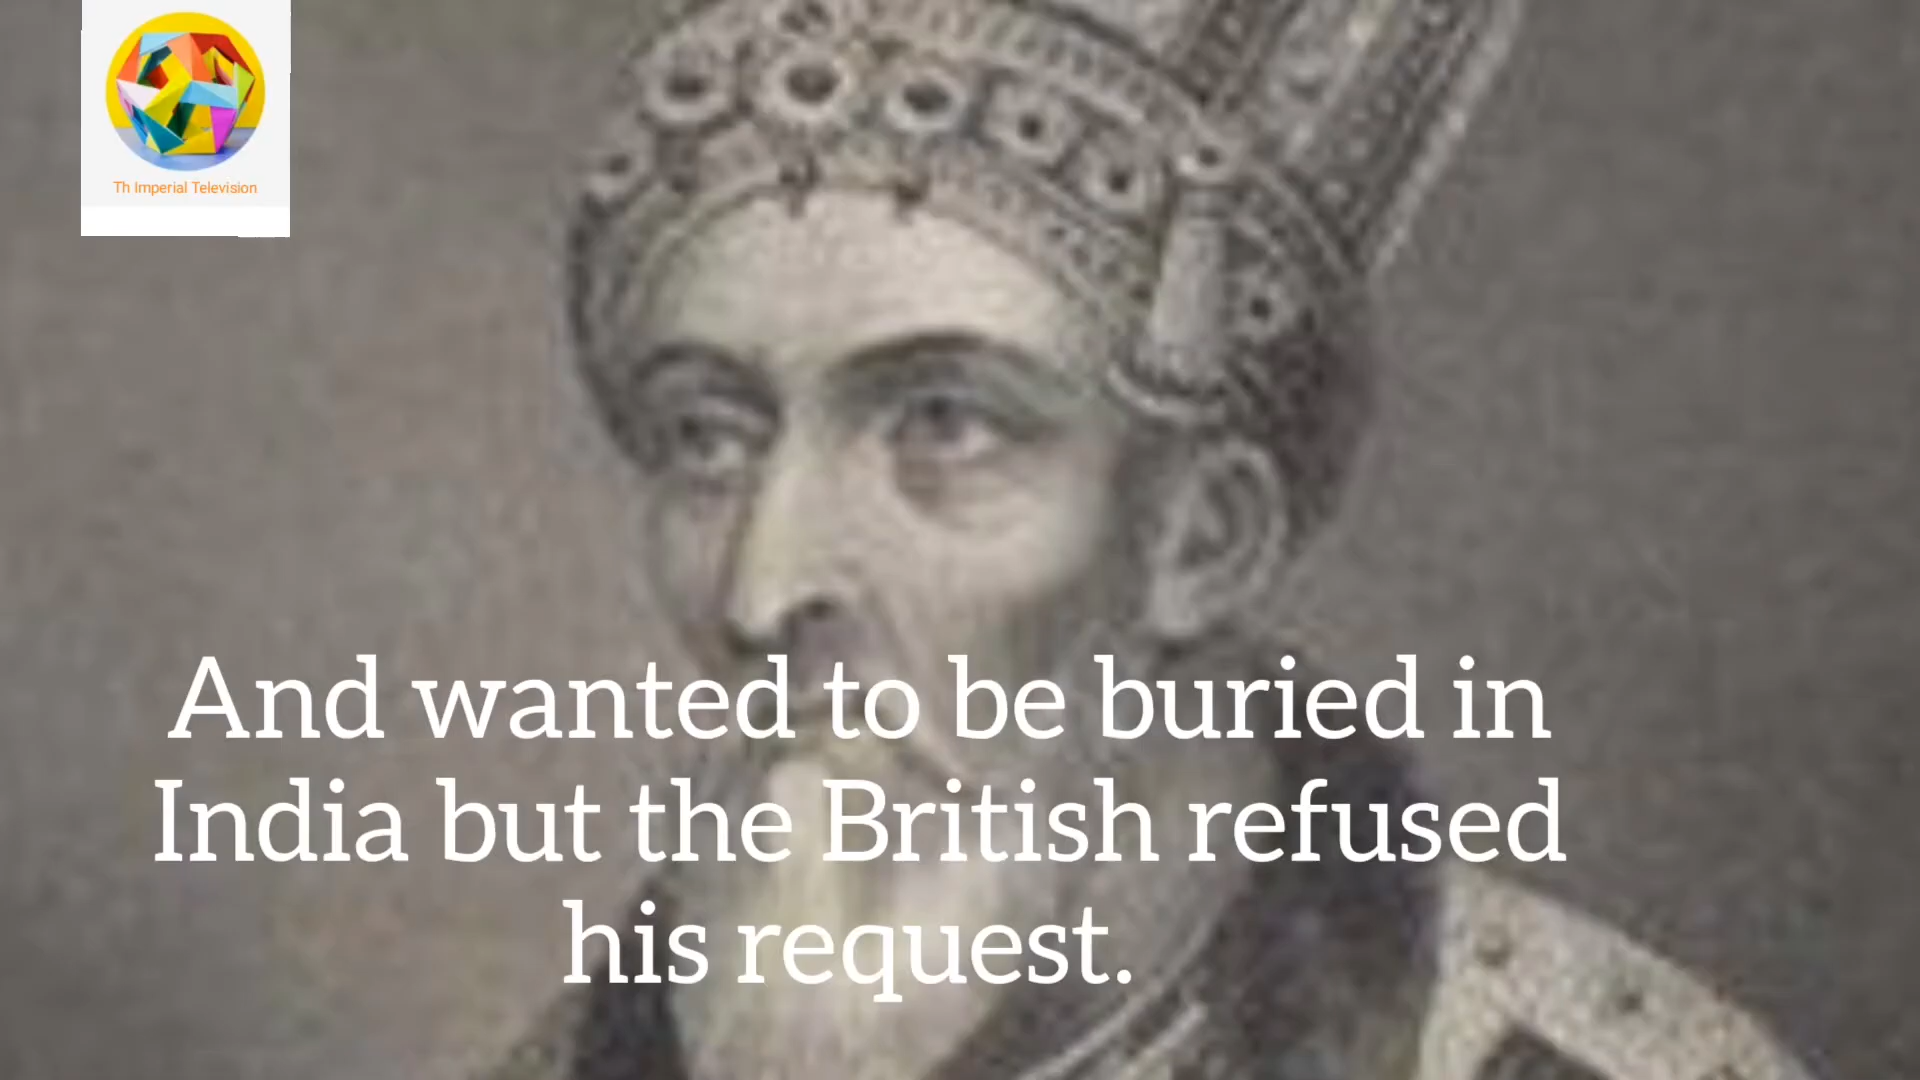 Th Imperial Television
And wanted to be buried in
India but the British refused
his request.